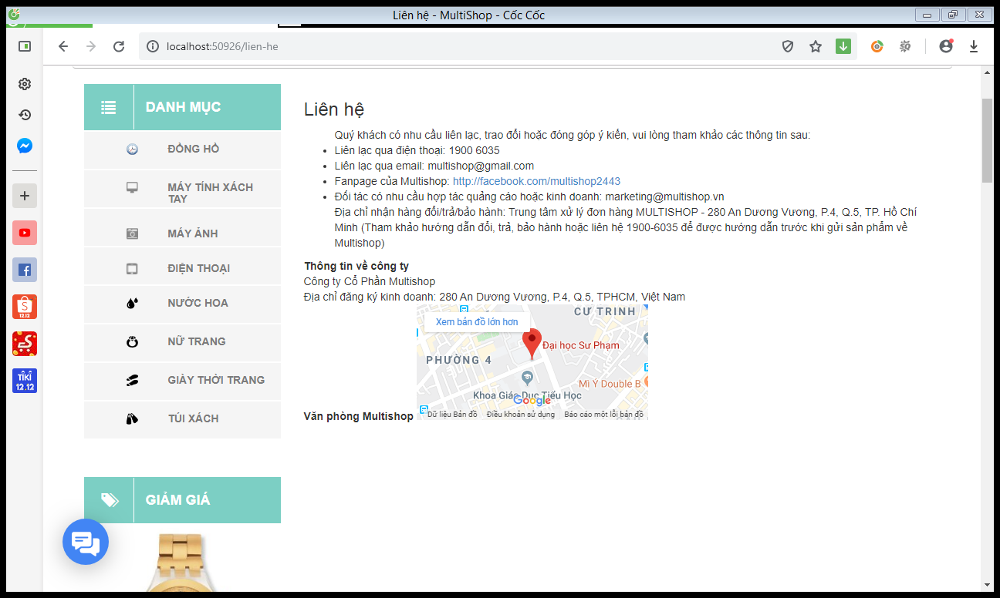 Liên hệ - MultiShop - Cốc Cốc
localhost:50926/lien-he
DANH MỤC
ĐỒNG HỒ
MÁY TÍNH XÁCH
TAY
MÁY ẢNH
ĐIỆN THOẠI
NƯỚC HOA
NỮ TRANG
GIÀY THỜI TRANG
TÚI XÁCH
GIẢM GIÁ
12.12
TIKI
12.12
Liên hệ
Quý khách có nhu cầu liên lạc, trao đổi hoặc đóng góp ý kiến, vui lòng tham khảo các thông tin sau:
Liên lạc qua điện thoại: 1900 6035
Liên lạc qua email: multishop@gmail.com
Fanpage của Multishop: http://facebook.com/multishop2443
Đối tác có nhu cầu hợp tác quảng cáo hoặc kinh doanh: marketing@multishop.vn
Địa chỉ nhận hàng đổi/trả/bảo hành: Trung tâm xử lý đơn hàng MULTISHOP - 280 An Dương Vương, P.4, Q.5, TP. Hồ Chí
Minh (Tham khảo hướng dẫn đổi, trả, bảo hành hoặc liên hệ 1900-6035 để được hướng dẫn trước khi gửi sản phẩm về
Multishop)
Thông tin về công ty
Công ty Cổ Phần Multishop
Địa chỉ đăng ký kinh doanh: 280 An Dương Vương, P.4, Q.5, TPHCM, Việt Nam
CƯ TRINH
Xem bản đồ lớn hơn
Đại học Sư Phạm
PHƯỜNG 4
Mì Ý Double B
Khoa Giáo Dục Tiểu Học
Google
Dữ liệu Bản đồ
Điều khoản sử dụng
Báo cáo một lỗi bản đồ
Văn phòng Multishop